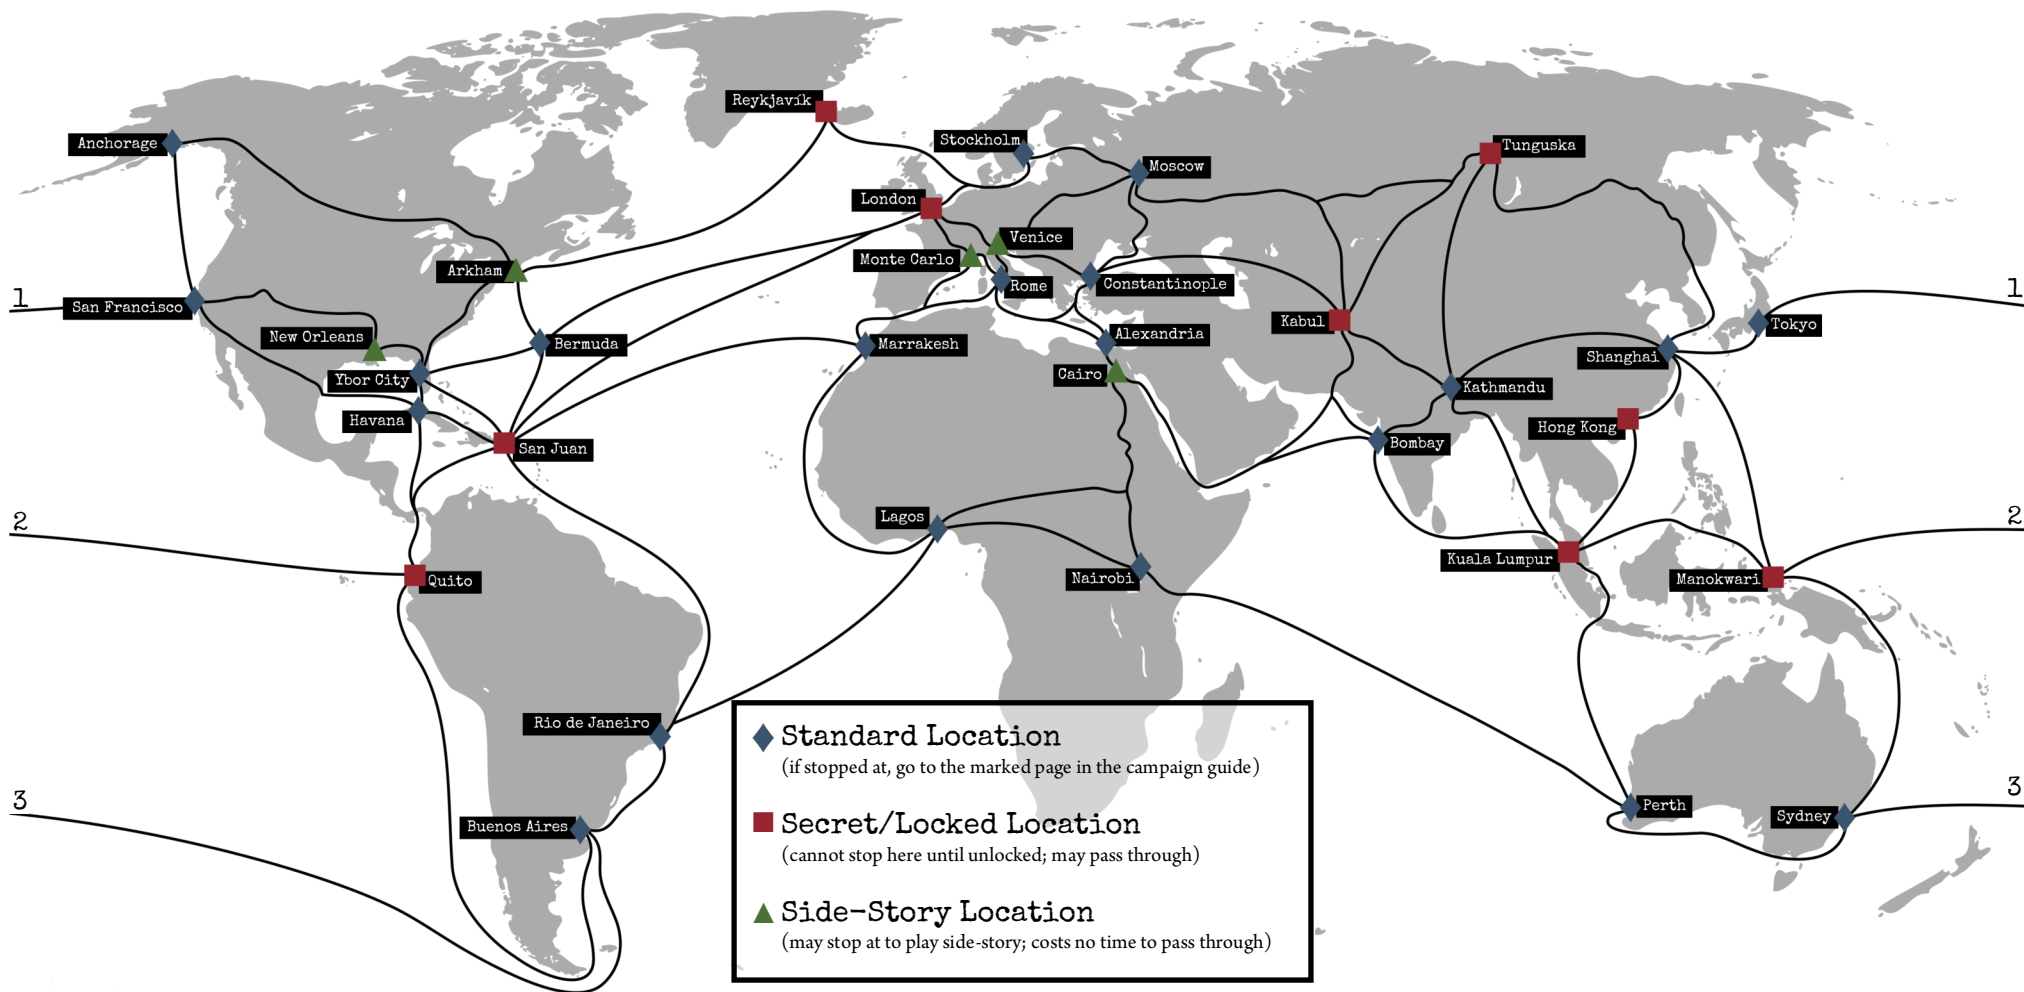 Reykjavík
Stockholm
Anchorage
Tunguska
Moscow
London
Venice
Monte Carlo
Arkham
Rome
Constantinople
1
1
San Francisco
New Orleans
Bermuda
Kabul
Tokyo
Alexandria
Marrakesh
Shanghai
Cairo
Ybor City
Kathmandu
Havana
Hong Kong
San Juan
Bombay
2
2
Lagos
Kuala Lumpur
Nairobi
Manokwari
Quito
Rio de Janeiro
Standard Location
(if stopped at, go to the marked page in the campaign guide)
3
3
Perth
Sydney
Buenos Aires
Secret/Locked Location
(cannot stop here until unlocked; may pass through)
Side-Story Location
(may stop at to play side-story; costs no time to pass through)